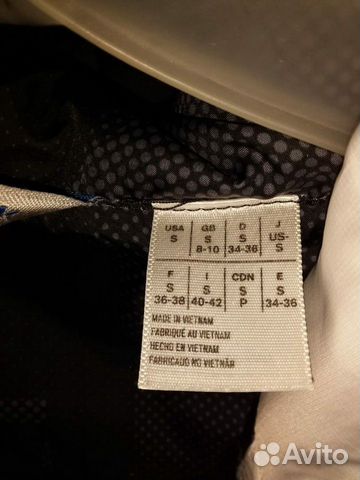 USA GB D J
S S S US-
8-10 34-36 S
F I CDN E
S S S S
36-38 40-42 P 34-36
MADE IN VIETNAM
FABRIQUÉ AU VIETNAM
HECHO EN VIETNAM
FABRICADO NO VIETNÃ
Avito